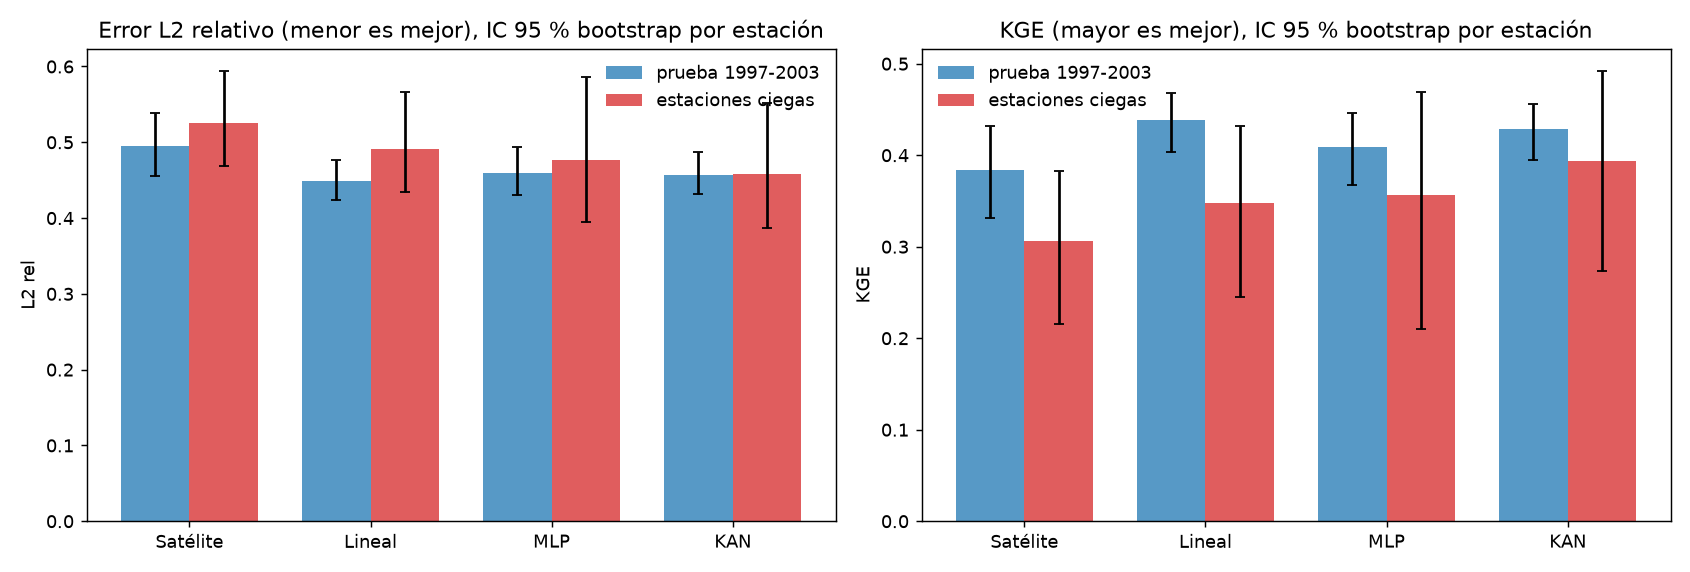 Error L2 relativo (menor es mejor), IC 95 % bootstrap por estación
L2 rel
0.6
0.5
0.4
0.3
0.2
0.1
0.0
prueba 1997-2003
estaciones ciegas
Satélite
Lineal
MLP
KAN
KGE (mayor es mejor), IC 95 % bootstrap por estación
KGE
0.5
0.4
0.3
0.2
0.1
0.0
prueba 1997-2003
estaciones ciegas
Satélite
Lineal
MLP
KAN